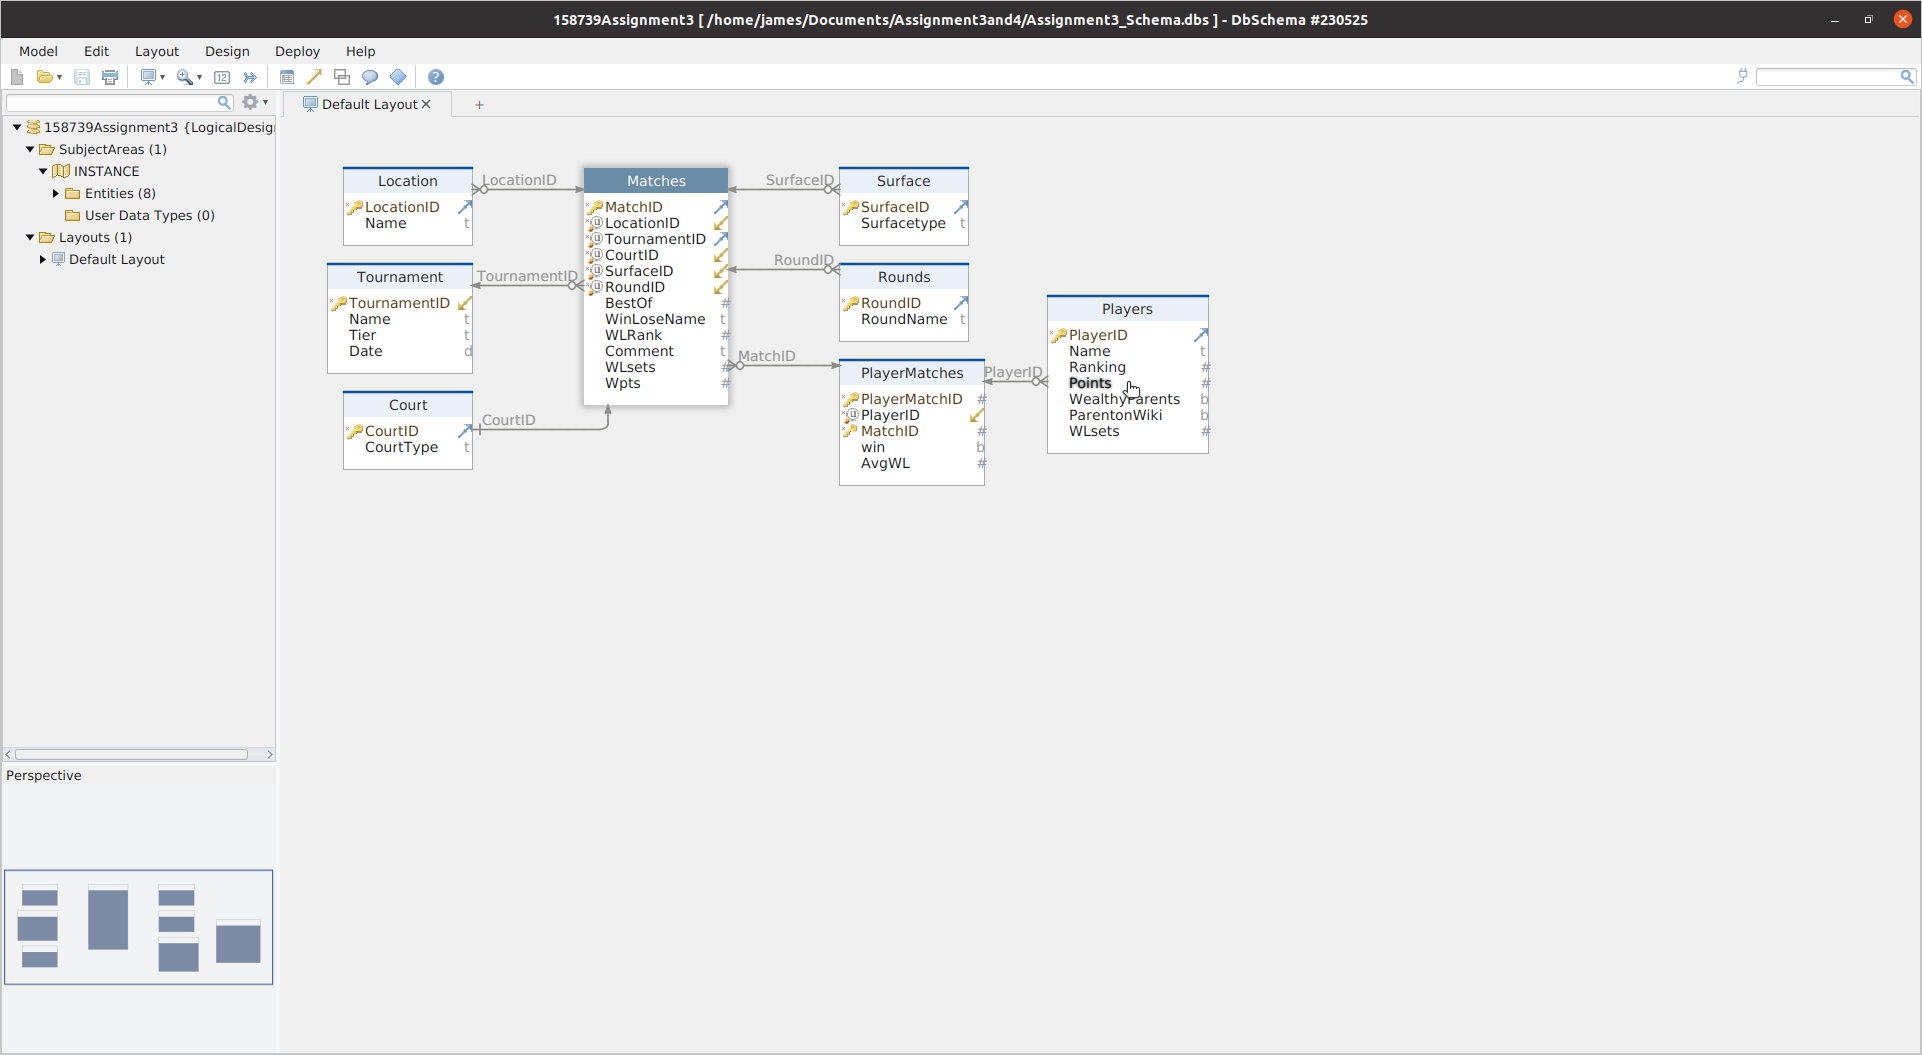 158739Assignment3 [ /home/james/Documents/Assignment3and4/Assignment3_Schema.dbs ] - DbSchema #230525
Model Edit Layout Design Deploy Help
12
Default Layout
+
158739Assignment3 {LogicalDesig
SubjectAreas (1)
INSTANCE
Entities (8)
User Data Types (0)
Layouts (1)
Default Layout
Perspective
Location
LocationID
Name t
LocationID
Tournament
TournamentID
Name t
Tier t
Date d
TournamentID
Court
CourtID
CourtType t
CourtID
Matches
MatchID
u LocationID
u TournamentID
u CourtID
u SurfaceID
u RoundID
BestOf #
WinLoseName t
WLRank #
Comment t
WLsets #
Wpts #
SurfaceID
RoundID
MatchID
Surface
SurfaceID
Surfacetype t
Rounds
RoundID
RoundName t
PlayerMatches
PlayerMatchID #
u PlayerID
MatchID #
win b
AvgWL #
PlayerID
Players
PlayerID
Name t
Ranking #
Points #
WealthyParents b
ParentonWiki b
WLsets #